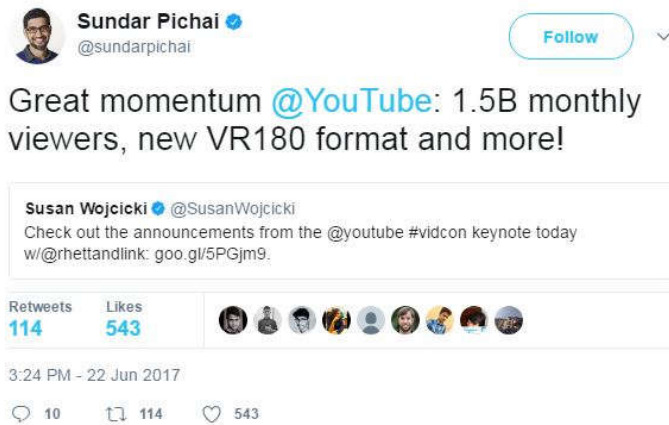 Sundar Pichai
@sundarpichai
Follow
Great momentum @YouTube: 1.5B monthly
viewers, new VR180 format and more!
Susan Wojcicki @SusanWojcicki
Check out the announcements from the @youtube #vidcon keynote today
w/@rhettandlink: goo.gl/5PGjm9.
Retweets Likes
114 543
3:24 PM - 22 Jun 2017
10 114 543